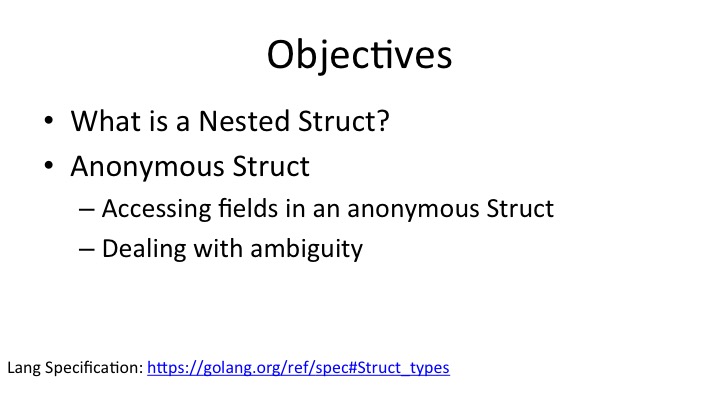 Objectives
• What is a Nested Struct?
• Anonymous Struct
– Accessing fields in an anonymous Struct
– Dealing with ambiguity
Lang Specification: https://golang.org/ref/spec#Struct_types